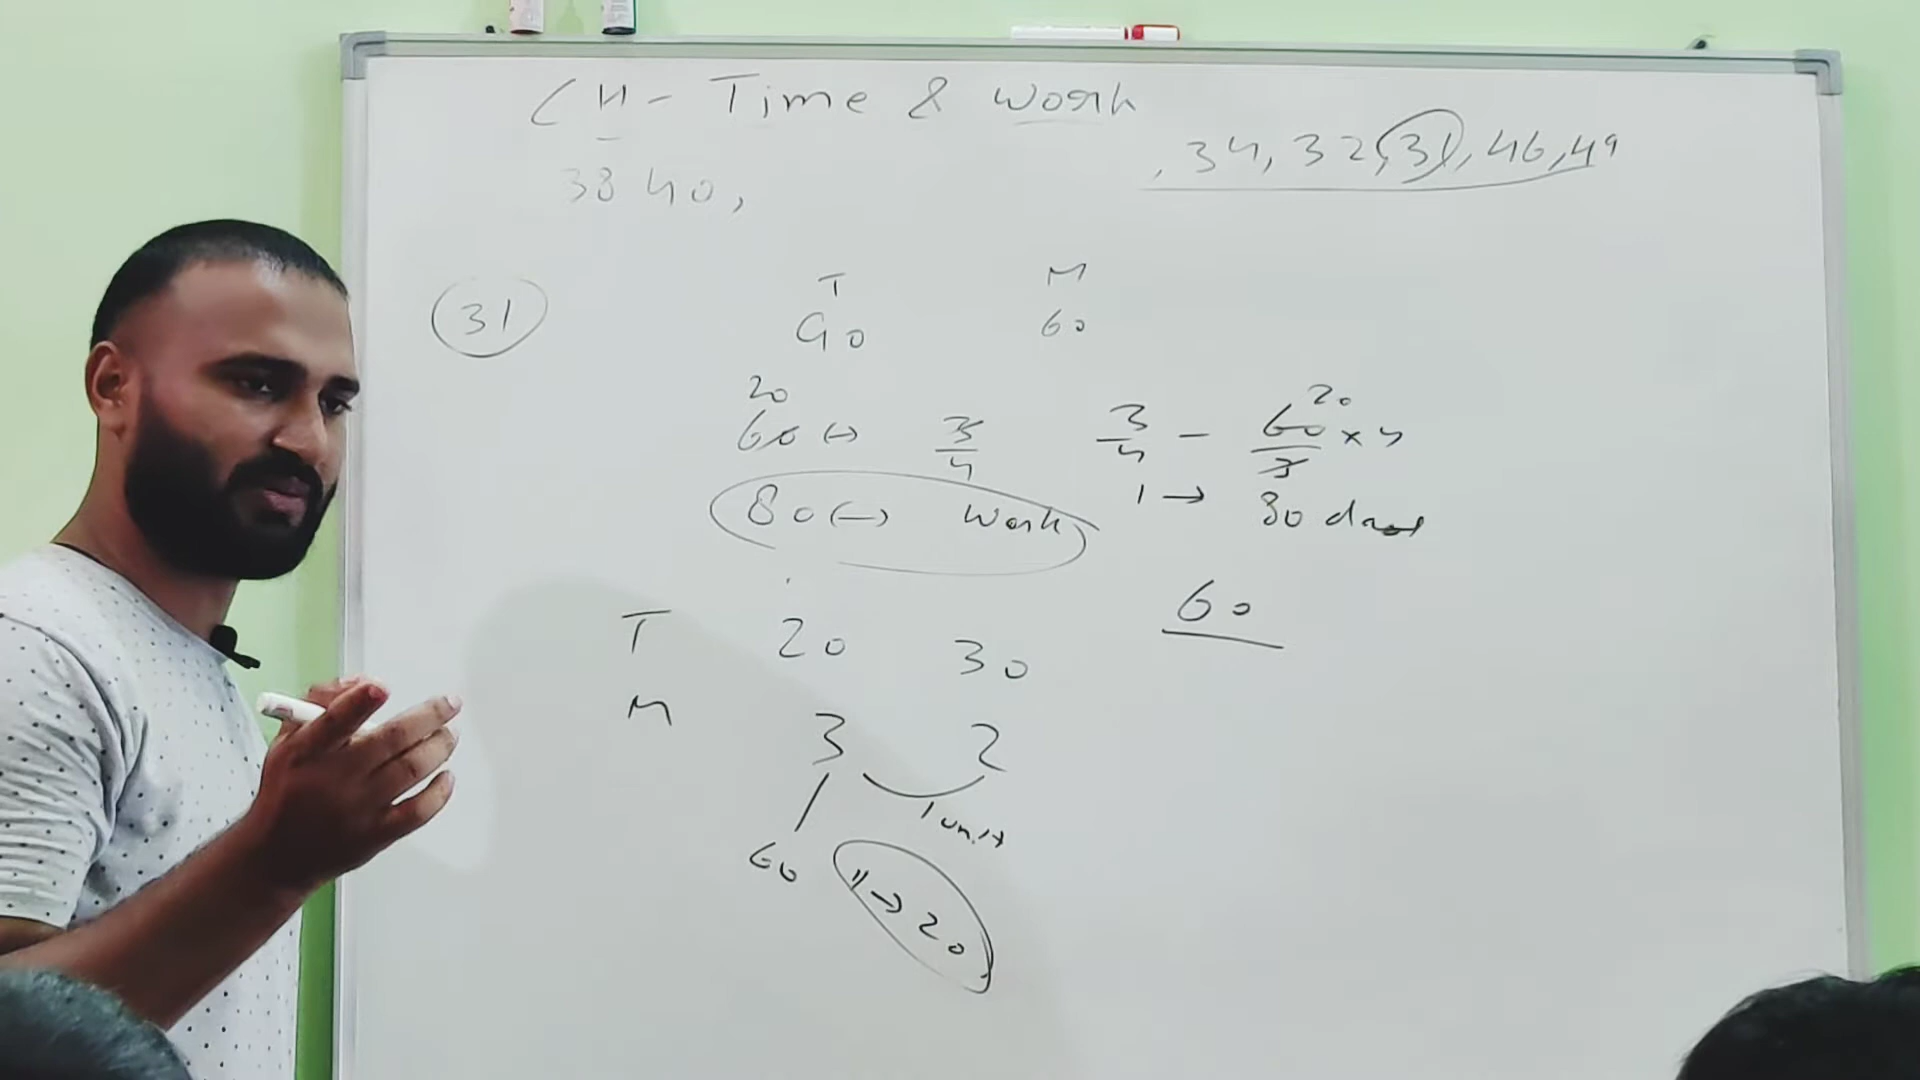 CH - Time & Work
, 34, 32, 31, 46, 49
38 40,
31
T M
90 60
20 20
60 (-) 3/4 3/4 - 60/3 x 4
80 (-) Work 1 → 80 days
60
T 20 30
M 3 2
1 unit
60 11 → 20